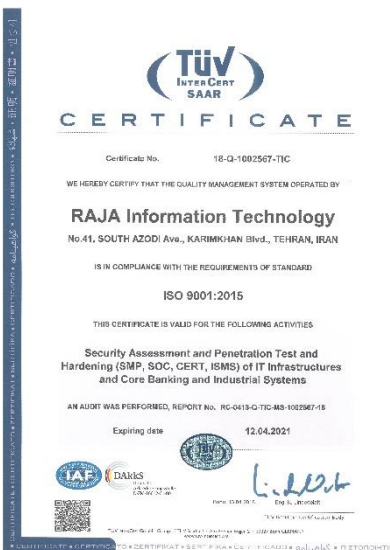 TÜV
INTERCERT
SAAR
CERTIFICATE
Certificate No. 18-Q-1002567-TIC
WE HEREBY CERTIFY THAT THE QUALITY MANAGEMENT SYSTEM OPERATED BY
RAJA Information Technology
No.41, SOUTH AZODI Ave., KARIMKHAN Blvd., TEHRAN, IRAN
IS IN COMPLIANCE WITH THE REQUIREMENTS OF STANDARD
ISO 9001:2015
THIS CERTIFICATE IS VALID FOR THE FOLLOWING ACTIVITIES
Security Assessment and Penetration Test and
Hardening (SMP, SOC, CERT, ISMS) of IT Infrastructures
and Core Banking and Industrial Systems
AN AUDIT WAS PERFORMED, REPORT No. RC-0413-Q-TIC-MS-1002567-18
Expiring date 12.04.2021
IAF
DAkkS